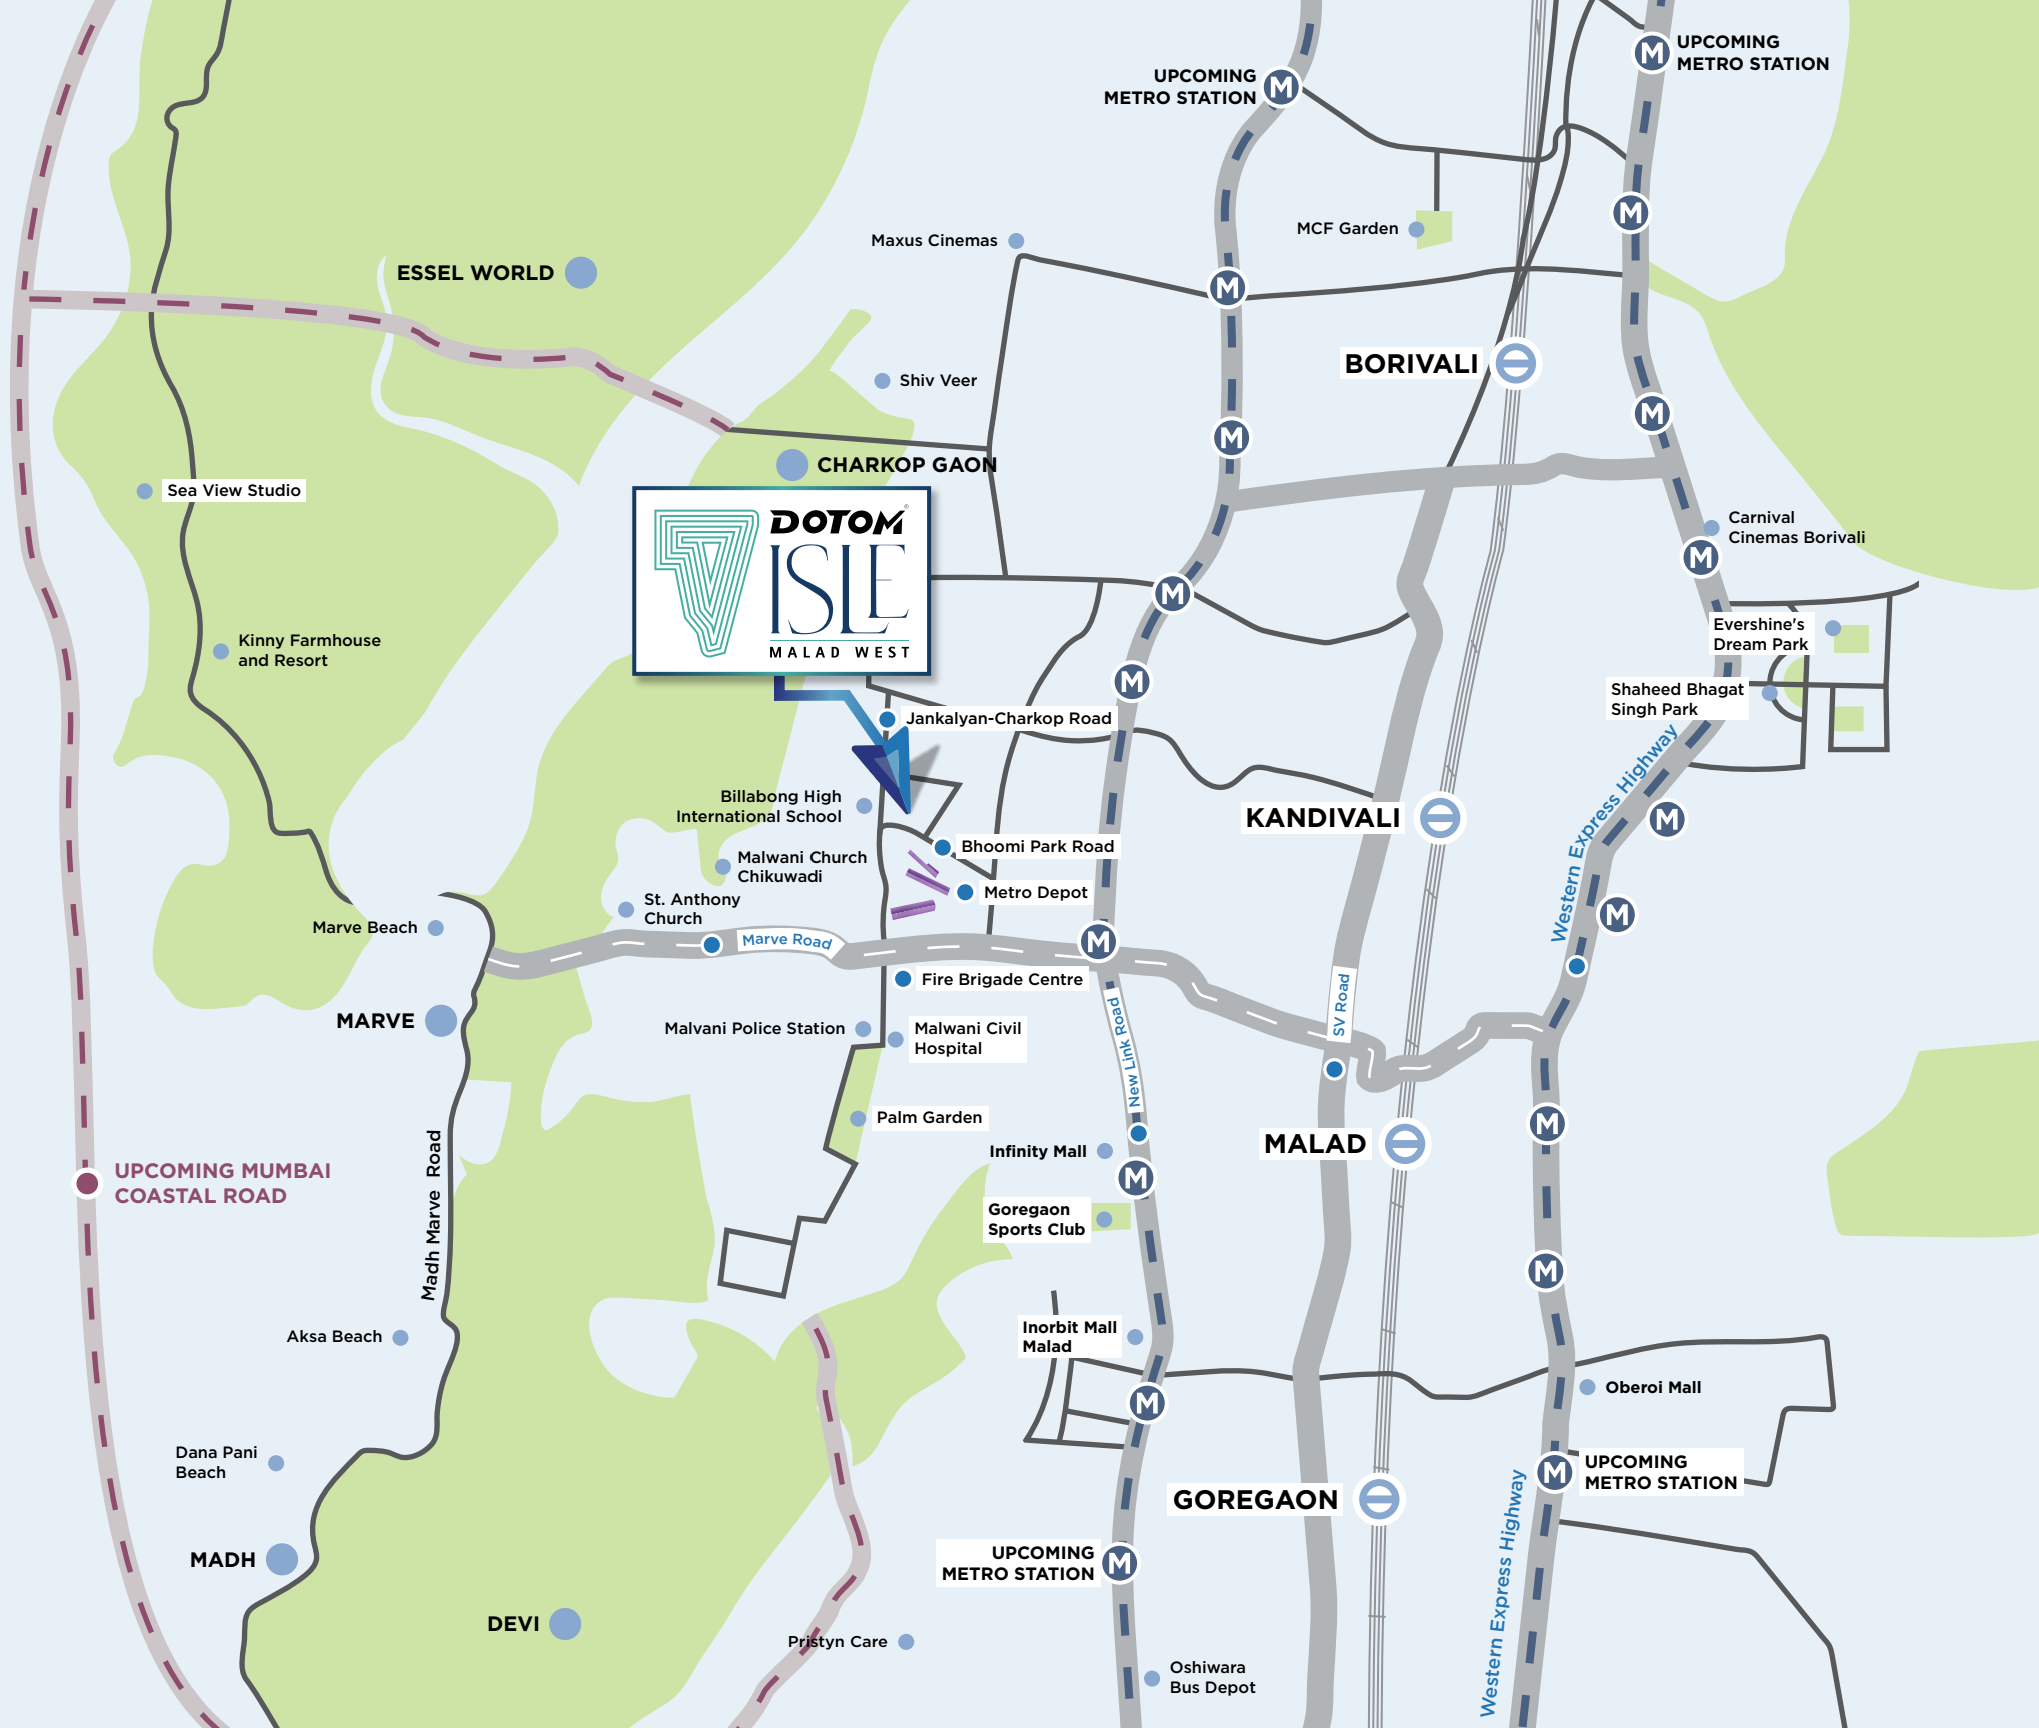 UPCOMING
METRO STATION
M
UPCOMING
METRO STATION
M
M
MCF Garden
Maxus Cinemas
ESSEL WORLD
M
BORIVALI
Shiv Veer
M
M
CHARKOP GAON
Sea View Studio
DOTOM®
ISLE
MALAD WEST
Carnival
Cinemas Borivali
M
M
Evershine's
Dream Park
Kinny Farmhouse
and Resort
M
Shaheed Bhagat
Singh Park
Jankalyan-Charkop Road
Western Express Highway
Billabong High
International School
KANDIVALI
M
Bhoomi Park Road
Malwani Church
Chikuwadi
Metro Depot
St. Anthony
Church
M
Marve Beach
Marve Road
M
Fire Brigade Centre
SV Road
New Link Road
MARVE
Malvani Police Station
Malwani Civil
Hospital
Palm Garden
M
MALAD
Infinity Mall
M
UPCOMING MUMBAI
COASTAL ROAD
Madh Marve Road
Goregaon
Sports Club
M
Aksa Beach
Inorbit Mall
Malad
Oberoi Mall
M
Dana Pani
Beach
M
UPCOMING
METRO STATION
GOREGAON
Western Express Highway
MADH
UPCOMING
METRO STATION
M
DEVI
Pristyn Care
Oshiwara
Bus Depot